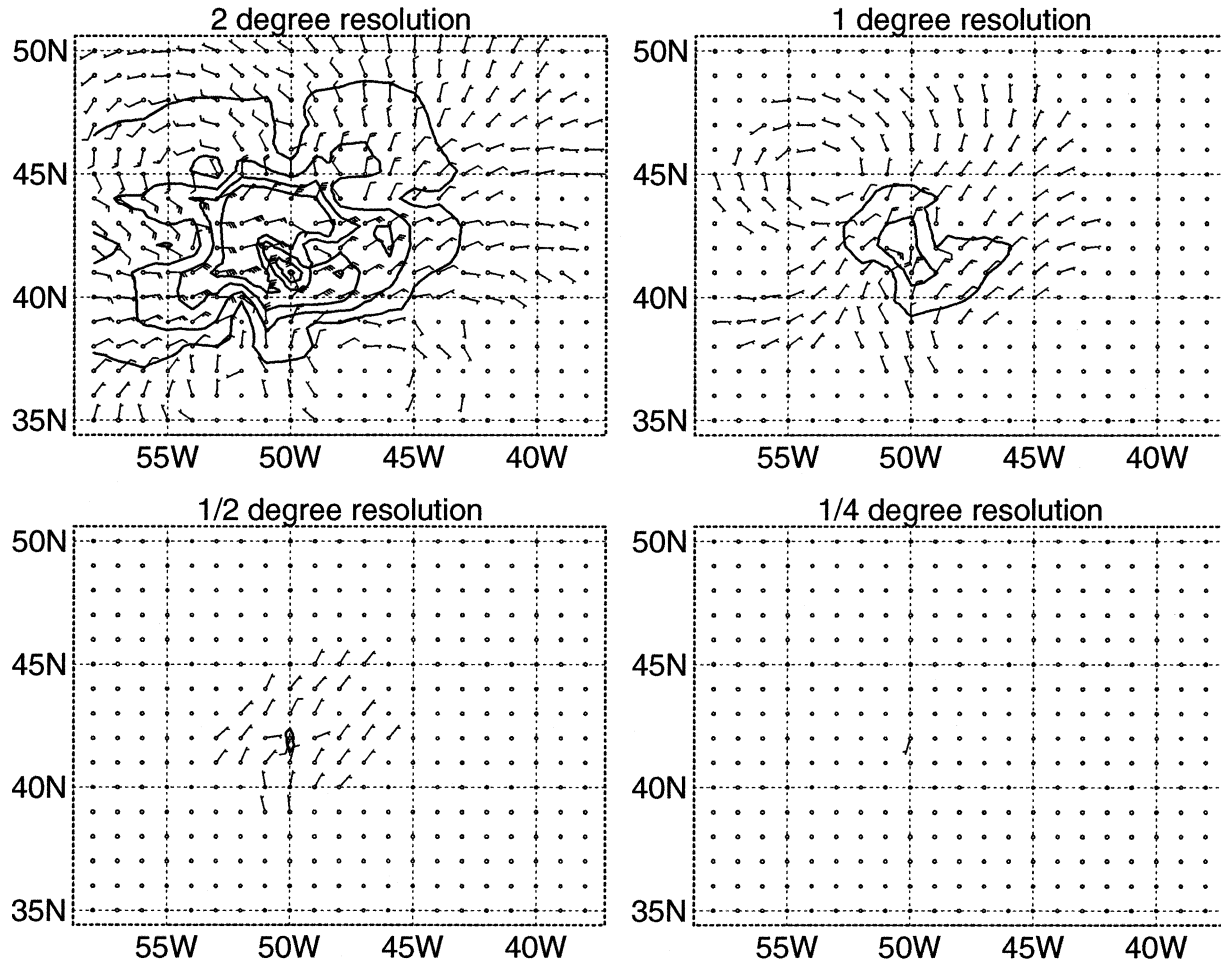 2 degree resolution
50N
45N
40N
35N
55W 50W 45W 40W
1 degree resolution
50N
45N
40N
35N
55W 50W 45W 40W
1/2 degree resolution
50N
45N
40N
35N
55W 50W 45W 40W
1/4 degree resolution
50N
45N
40N
35N
55W 50W 45W 40W